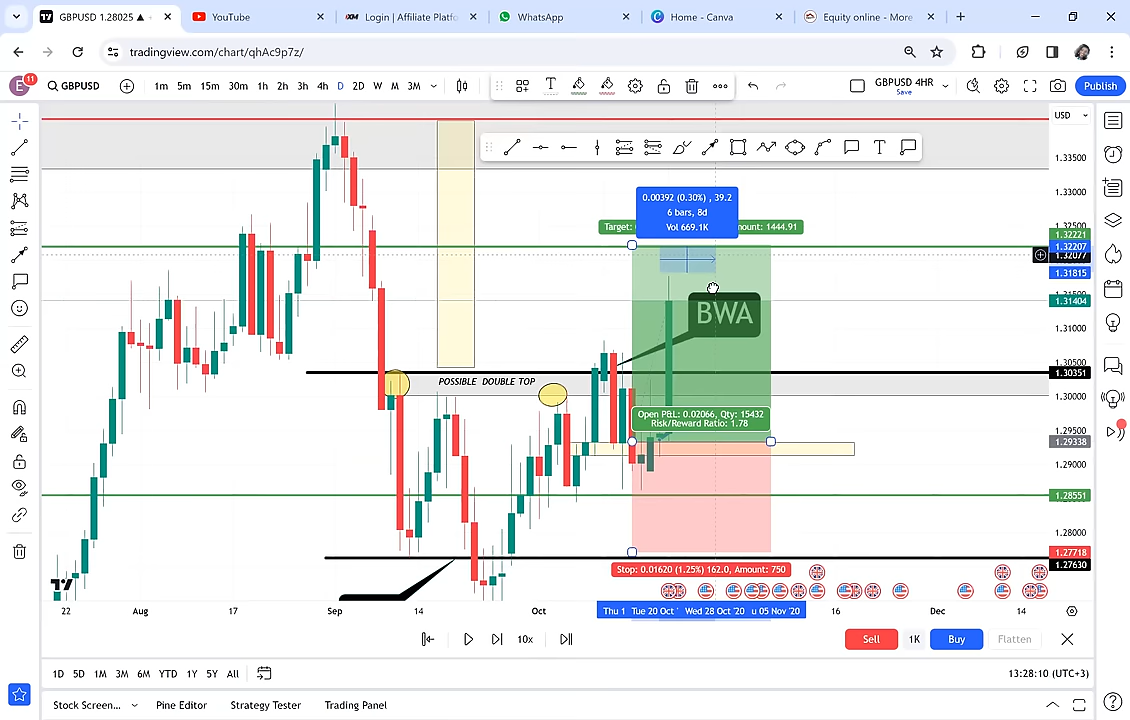 GBPUSD 1.28025 ▲
YouTube
Login | Affiliate Platfo
WhatsApp
Home - Canva
Equity online - More
tradingview.com/chart/qhAc9p7z/
E
11
GBPUSD
1m 5m 15m 30m 1h 2h 3h 4h D 2D W M 3M
T
GBPUSD 4HR
Save
Publish
USD
T
1.33500
1.33000
1.32500
1.32221
1.32207
1.32077
1.31815
1.31500
1.31404
1.31000
1.30500
1.30351
1.30000
1.29500
1.29338
1.29000
1.28551
1.28000
1.27718
1.27630
0.00392 (0.30%) , 39.2
6 bars, 8d
Vol 669.1K
Target:
mount: 1444.91
BWA
POSSIBLE DOUBLE TOP
Open P&L: 0.02066, Qty: 15432
Risk/Reward Ratio: 1.78
Stop: 0.01620 (1.25%) 162.0, Amount: 750
22 Aug 17 Sep 14 Oct Thu 1 Tue 20 Oct ' Wed 28 Oct '20 u 05 Nov '20 16 Dec 14
10x
Sell 1K Buy Flatten
1D 5D 1M 3M 6M YTD 1Y 5Y All
13:28:10 (UTC+3)
Stock Screen... Pine Editor Strategy Tester Trading Panel